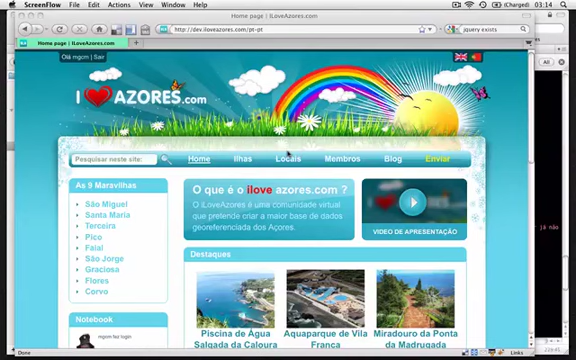 ScreenFlow File Edit Actions Window Help (Charged) 03:14
Home page | ILoveAzores.com
http://dev.iloveazores.com/pt-pt
jquery exists
Home page | ILoveAzores.com
All
Olá mgcm | Sair
I AZORES.com
Pesquisar neste site:
Home Ilhas Locais Membros Blog Enviar
As 9 Maravilhas
São Miguel
Santa Maria
Terceira
Pico
Faial
São Jorge
Graciosa
Flores
Corvo
Notebook
mgcm fez login
O que é o ilove azores.com ?
O iLoveAzores é uma comunidade virtual
que pretende criar a maior base de dados
georeferenciada dos Açores.
VIDEO DE APRESENTAÇÃO
Destaques
Piscina de Água
Salgada da Caloura
Aquaparque de Vila
Franca
Miradouro da Ponta
da Madrugada
já não
Done
Links